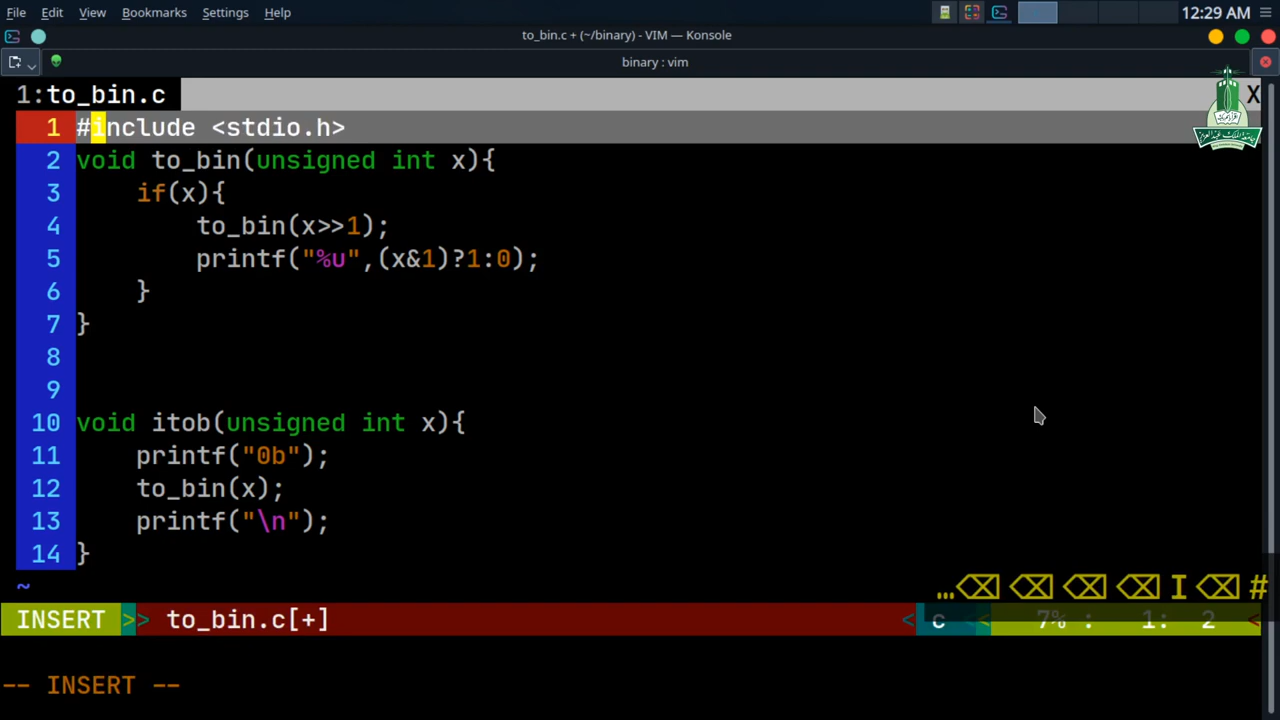 File Edit View Bookmarks Settings Help 12:29 AM
to_bin.c + (~/binary) - VIM — Konsole
binary : vim
1:to_bin.c X
1 #include <stdio.h>
2 void to_bin(unsigned int x){
3 if(x){
4 to_bin(x>>1);
5 printf("%u",(x&1)?1:0);
6 }
7 }
8
9
10 void itob(unsigned int x){
11 printf("0b");
12 to_bin(x);
13 printf("\n");
14 }
~
…⌫ ⌫ ⌫ ⌫ I ⌫ #
INSERT >> to_bin.c[+] < c << 7% : 1: 2 <
-- INSERT --